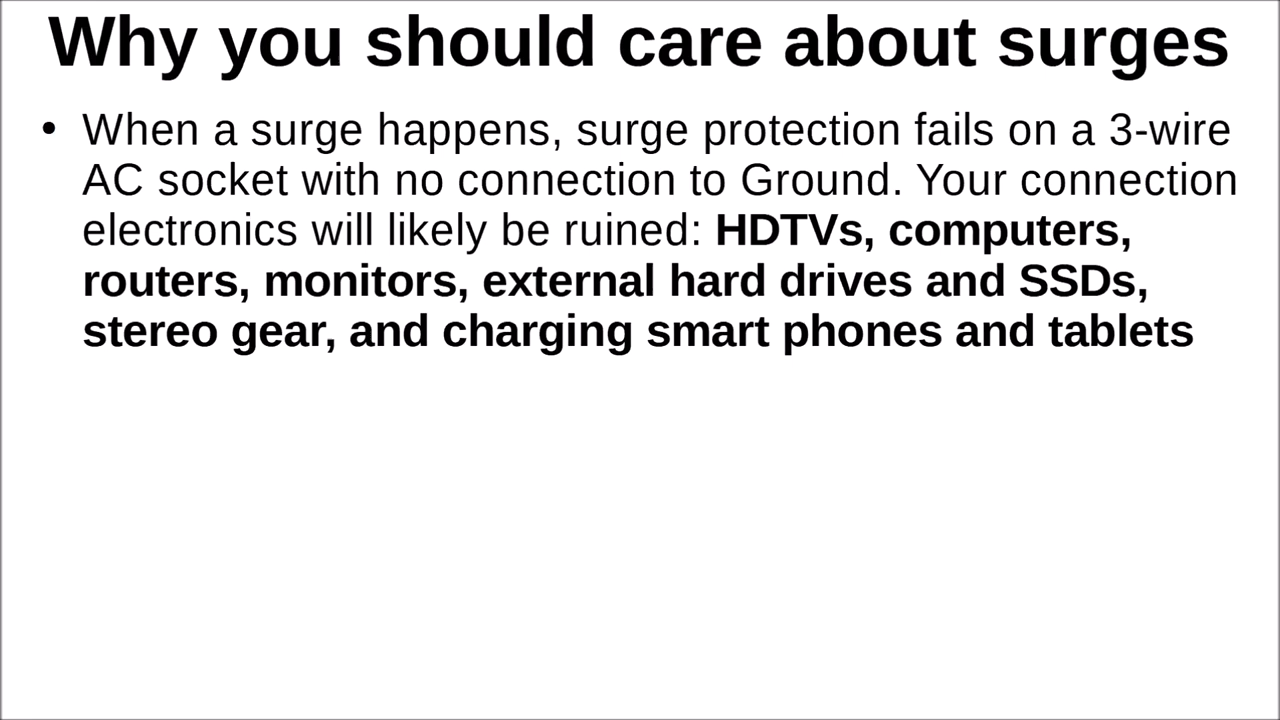 Why you should care about surges
• When a surge happens, surge protection fails on a 3-wire
AC socket with no connection to Ground. Your connection
electronics will likely be ruined: HDTVs, computers,
routers, monitors, external hard drives and SSDs,
stereo gear, and charging smart phones and tablets